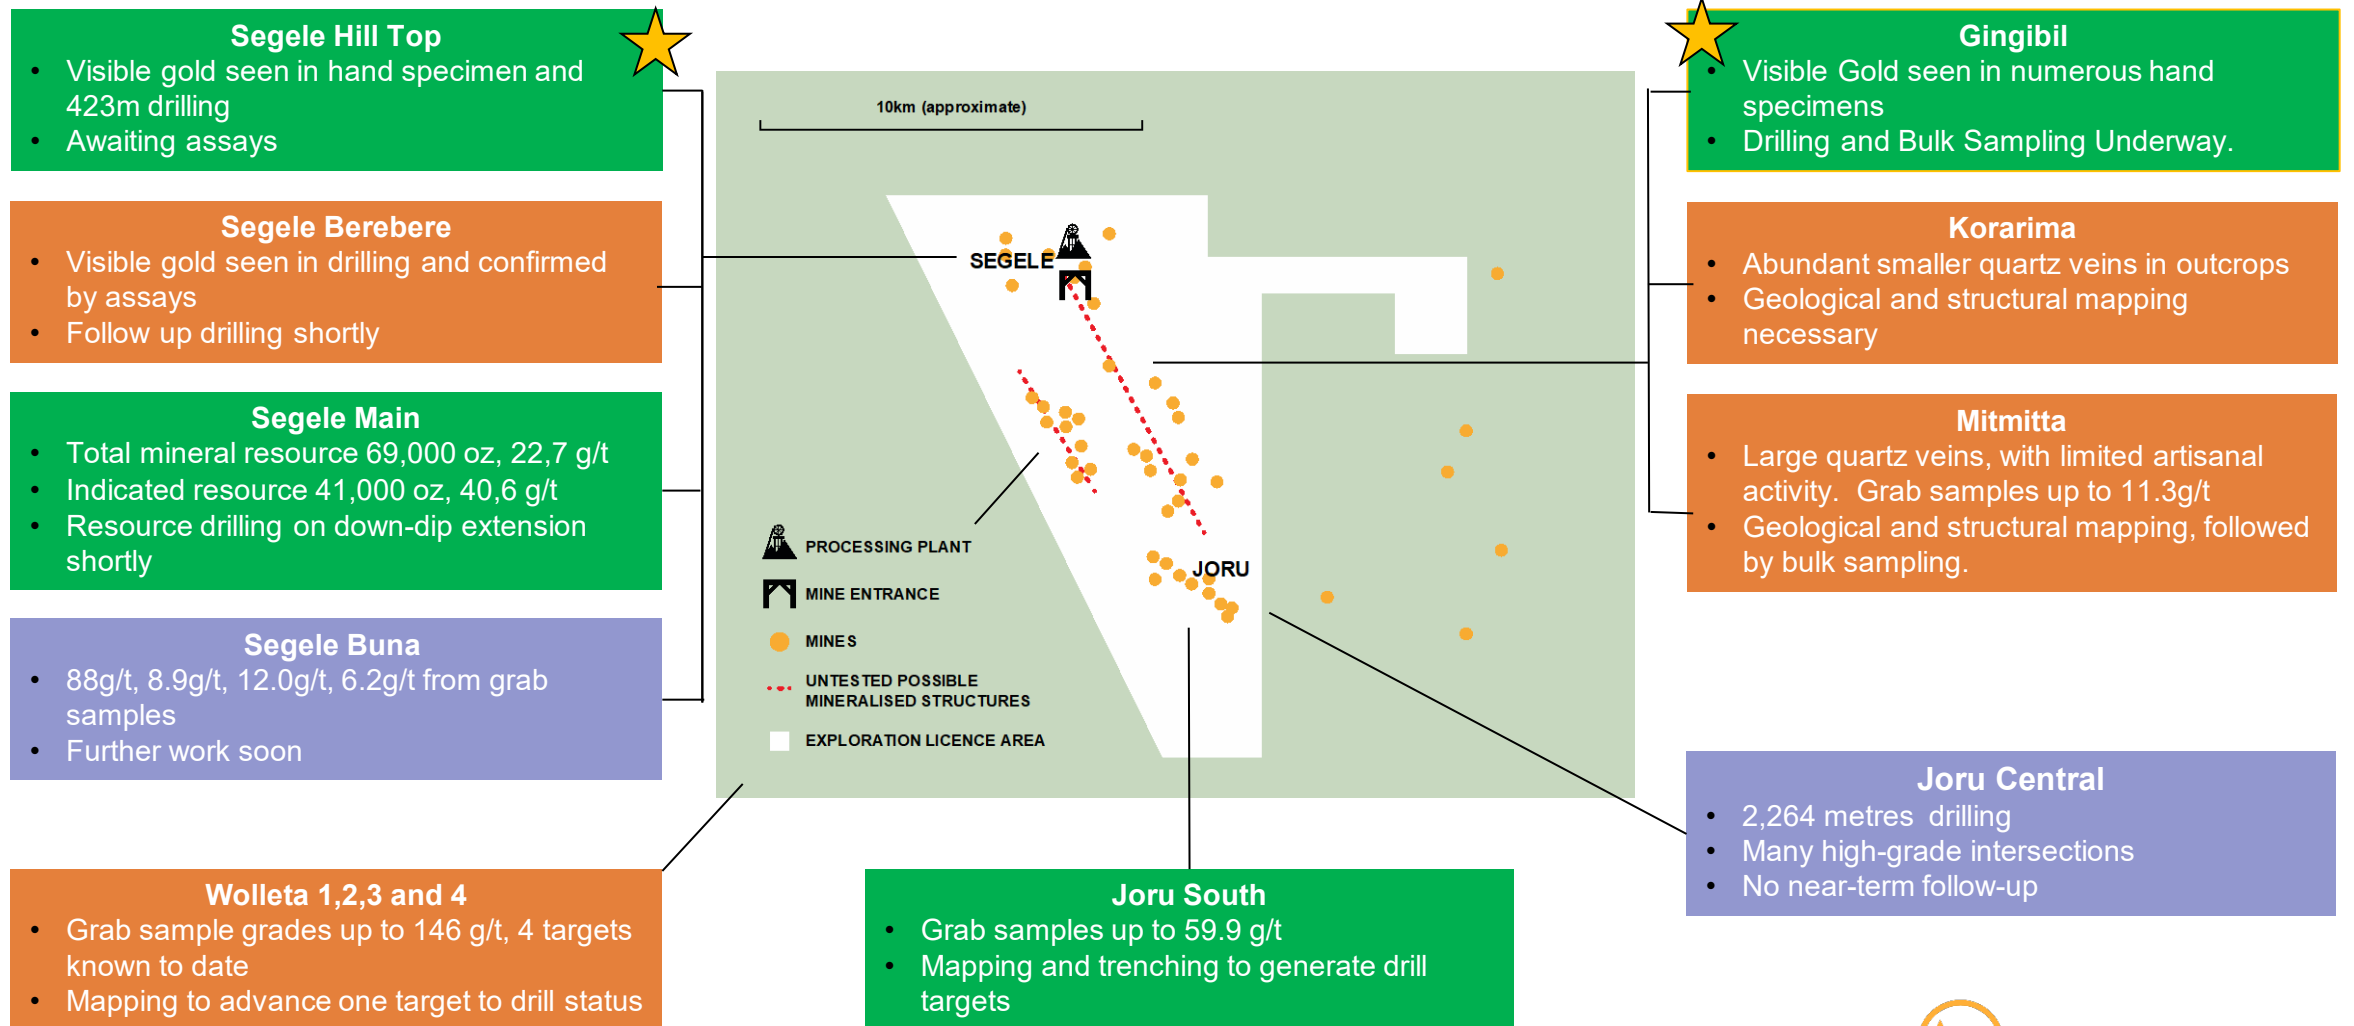 Segele Hill Top
• Visible gold seen in hand specimen and
423m drilling
• Awaiting assays
Segele Berebere
• Visible gold seen in drilling and confirmed
by assays
• Follow up drilling shortly
Segele Main
• Total mineral resource 69,000 oz, 22,7 g/t
• Indicated resource 41,000 oz, 40,6 g/t
• Resource drilling on down-dip extension
shortly
Segele Buna
• 88g/t, 8.9g/t, 12.0g/t, 6.2g/t from grab
samples
• Further work soon
Wolleta 1,2,3 and 4
• Grab sample grades up to 146 g/t, 4 targets
known to date
• Mapping to advance one target to drill status
10km (approximate)
SEGELE
JORU
PROCESSING PLANT
MINE ENTRANCE
MINES
UNTESTED POSSIBLE
MINERALISED STRUCTURES
EXPLORATION LICENCE AREA
Joru South
• Grab samples up to 59.9 g/t
• Mapping and trenching to generate drill
targets
Gingibil
• Visible Gold seen in numerous hand
specimens
• Drilling and Bulk Sampling Underway.
Korarima
• Abundant smaller quartz veins in outcrops
• Geological and structural mapping
necessary
Mitmitta
• Large quartz veins, with limited artisanal
activity. Grab samples up to 11.3g/t
• Geological and structural mapping, followed
by bulk sampling.
Joru Central
• 2,264 metres drilling
• Many high-grade intersections
• No near-term follow-up